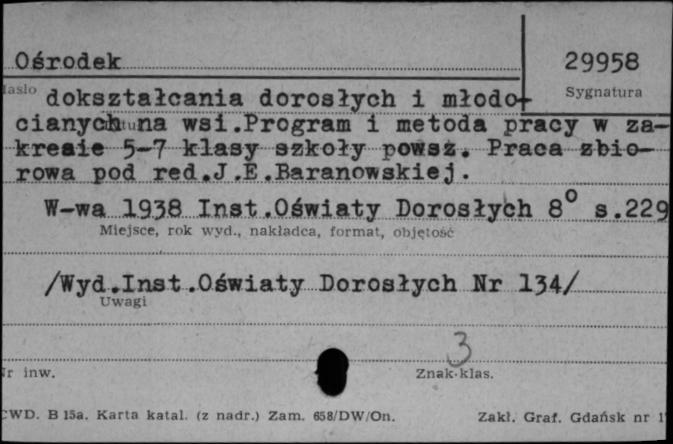 Ośrodek 29958
Hasło Sygnatura
dokształcania dorosłych i młodo-
cianych na wsi.Program i metoda pracy w za-
kresie 5-7 klasy szkoły powsz. Praca zbio-
rowa pod red.J.E.Baranowskiej.
W-wa 1938 Inst.Oświaty Dorosłych 8° s.229
Miejsce, rok wyd., nakładca, format, objętość
/Wyd.Inst.Oświaty Dorosłych Nr 134/
Uwagi
3
Nr inw. Znak klas.
CWD. B 15a. Karta katal. (z nadr.) Zam. 658/DW/On. Zakł. Graf. Gdańsk nr